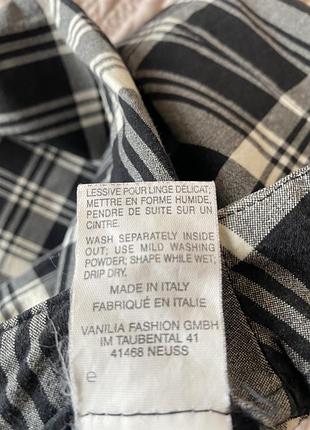 LESSIVE POUR LINGE DÉLICAT;
METTRE EN FORME HUMIDE,
PENDRE DE SUITE SUR UN
CINTRE.
WASH SEPARATELY INSIDE
OUT; USE MILD WASHING
POWDER; SHAPE WHILE WET;
DRIP DRY.
MADE IN ITALY
FABRIQUÉ EN ITALIE
VANILIA FASHION GMBH
IM TAUBENTAL 41
41468 NEUSS
e